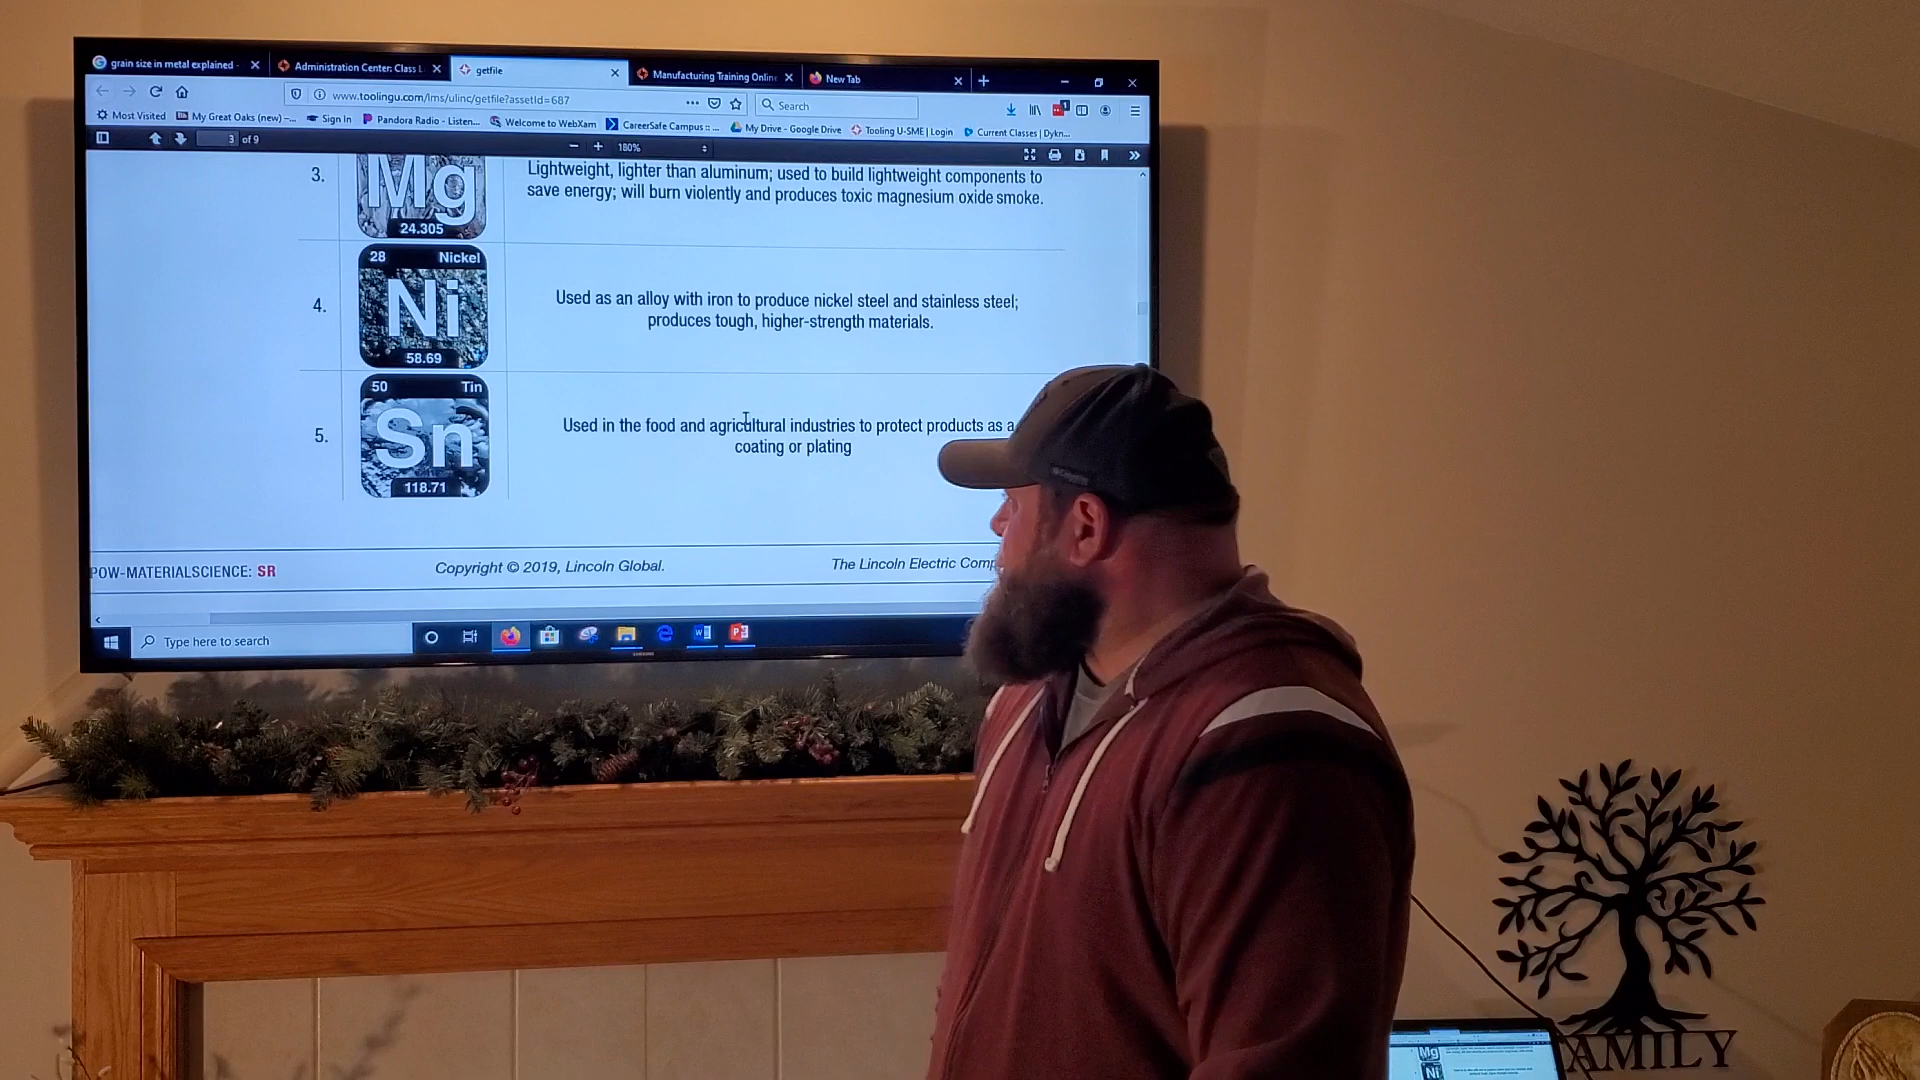 grain size in metal explained -
Administration Center: Class L
getfile
Manufacturing Training Online
New Tab
www.toolingu.com/lms/ulinc/getfile?assetId=687
Search
Most Visited
My Great Oaks (new) –...
Sign In
Pandora Radio - Listen...
Welcome to WebXam
CareerSafe Campus :: ...
My Drive - Google Drive
Tooling U-SME | Login
Current Classes | Dykn...
3 of 9
180%
3.
Mg
24.305
Lightweight, lighter than aluminum; used to build lightweight components to
save energy; will burn violently and produces toxic magnesium oxide smoke.
4.
28 Nickel
Ni
58.69
Used as an alloy with iron to produce nickel steel and stainless steel;
produces tough, higher-strength materials.
5.
50 Tin
Sn
118.71
Used in the food and agricultural industries to protect products as a
coating or plating
POW-MATERIALSCIENCE: SR
Copyright © 2019, Lincoln Global.
The Lincoln Electric Comp
Type here to search
SAMSUNG
FAMILY
Mg
Ni